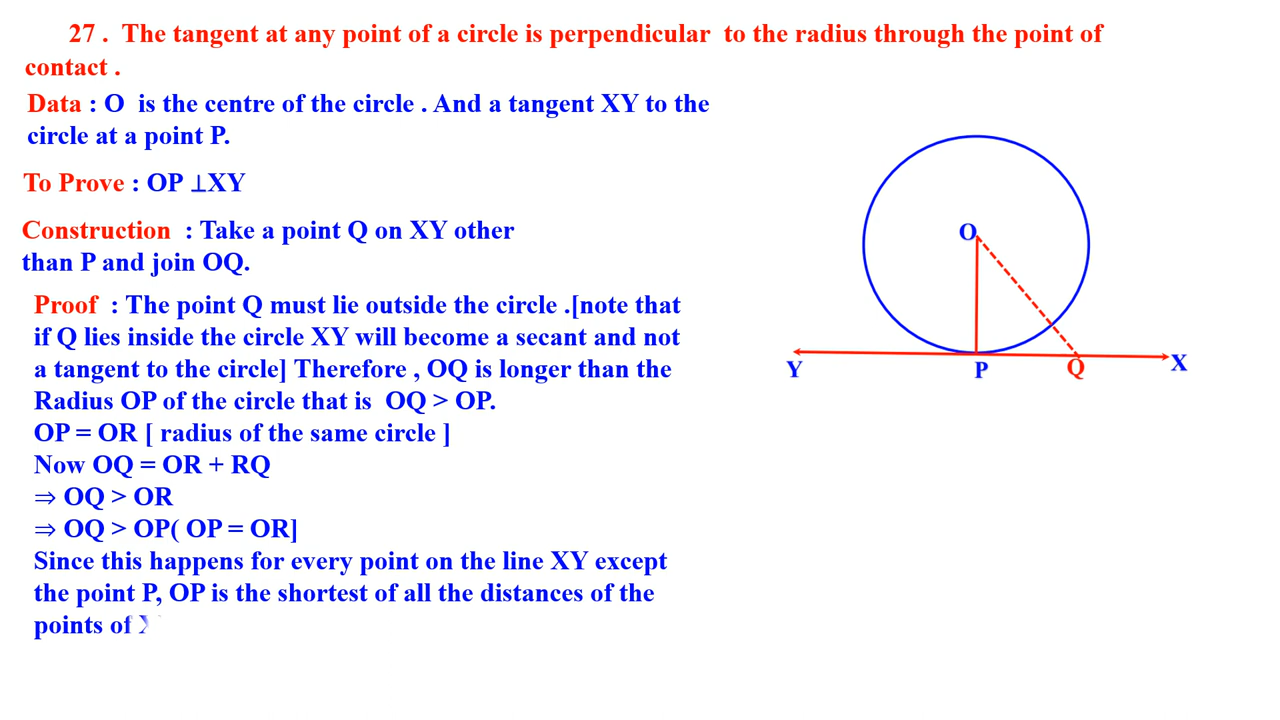 27 .  The tangent at any point of a circle is perpendicular  to the radius through the point of
contact .
Data : O  is the centre of the circle . And a tangent XY to the
circle at a point P.
To Prove : OP ⊥XY
Construction  : Take a point Q on XY other
than P and join OQ.
Proof  : The point Q must lie outside the circle .[note that
if Q lies inside the circle XY will become a secant and not
a tangent to the circle] Therefore , OQ is longer than the
Radius OP of the circle that is  OQ > OP.
OP = OR [ radius of the same circle ]
Now OQ = OR + RQ
⇒ OQ > OR
⇒ OQ > OP( OP = OR]
Since this happens for every point on the line XY except
the point P, OP is the shortest of all the distances of the
points of
O
Y
P
Q
X